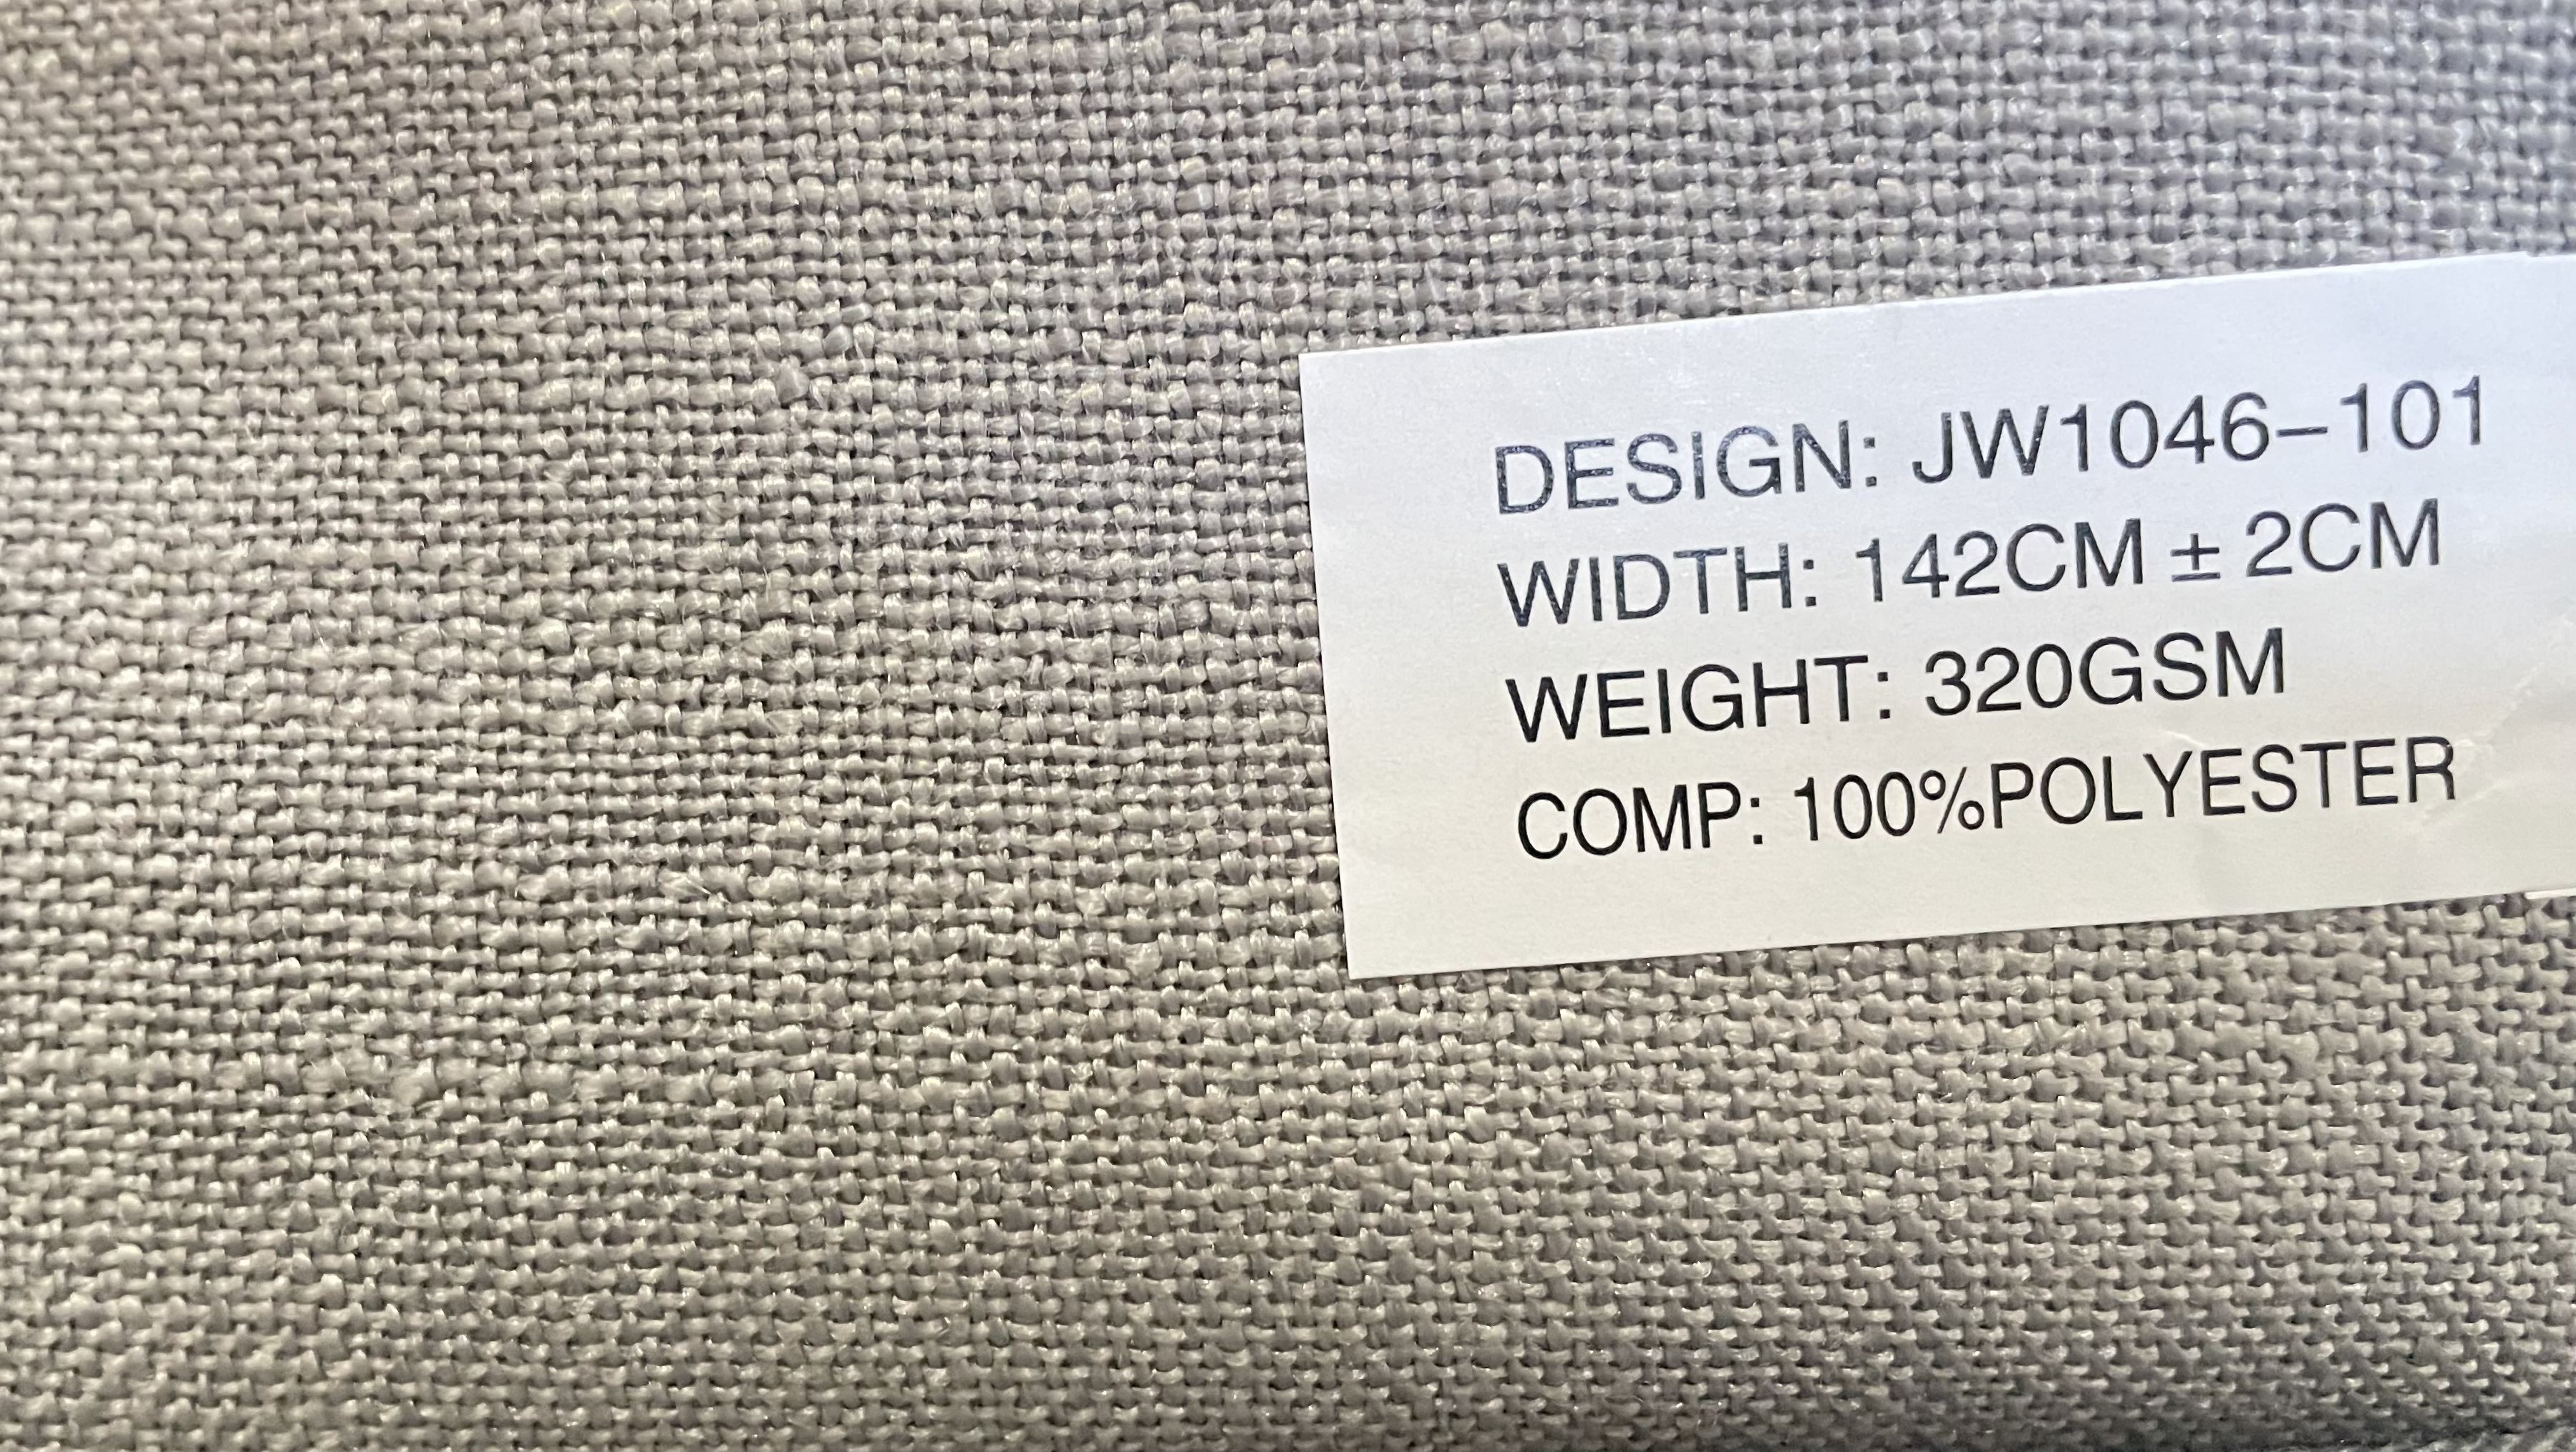 DESIGN: JW1046-101
WIDTH: 142CM ± 2CM
WEIGHT: 320GSM
COMP: 100%POLYESTER